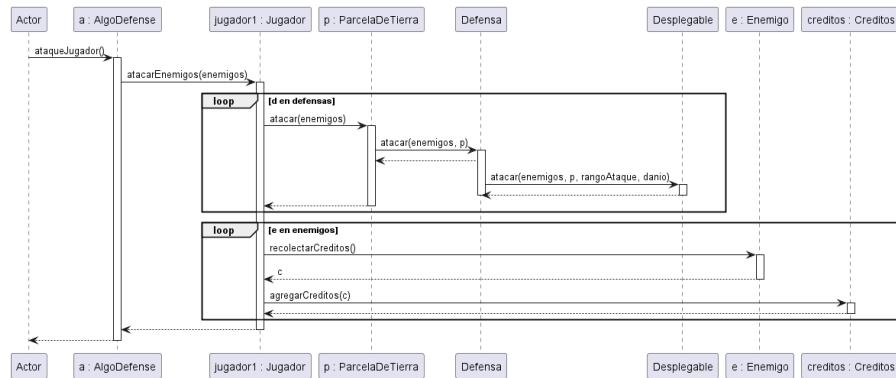 Actor
a : AlgoDefense
jugador1 : Jugador
p : ParcelaDeTierra
Defensa
Desplegable
e : Enemigo
creditos : Creditos
ataqueJugador()
atacarEnemigos(enemigos)
loop [d en defensas]
atacar(enemigos)
atacar(enemigos, p)
atacar(enemigos, p, rangoAtaque, danio)
loop [e en enemigos]
recolectarCreditos()
c
agregarCreditos(c)
Actor
a : AlgoDefense
jugador1 : Jugador
p : ParcelaDeTierra
Defensa
Desplegable
e : Enemigo
creditos : Creditos